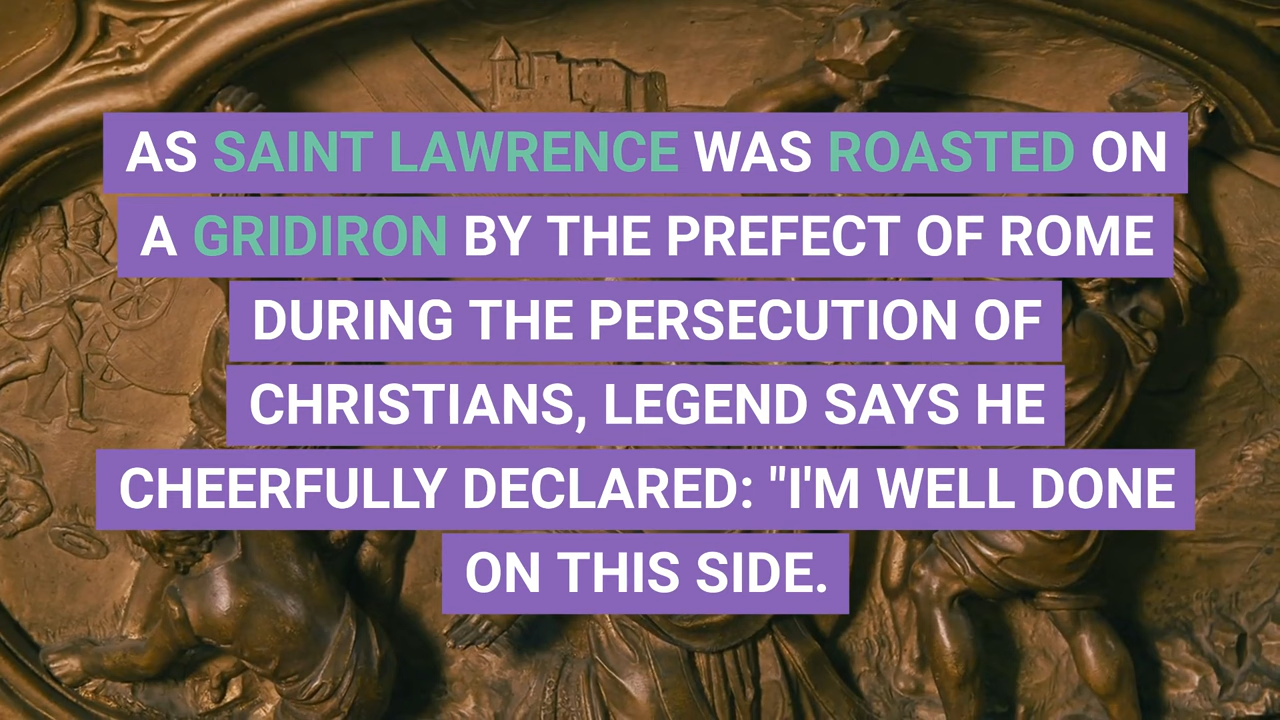 AS SAINT LAWRENCE WAS ROASTED ON
A GRIDIRON BY THE PREFECT OF ROME
DURING THE PERSECUTION OF
CHRISTIANS, LEGEND SAYS HE
CHEERFULLY DECLARED: "I'M WELL DONE
ON THIS SIDE.